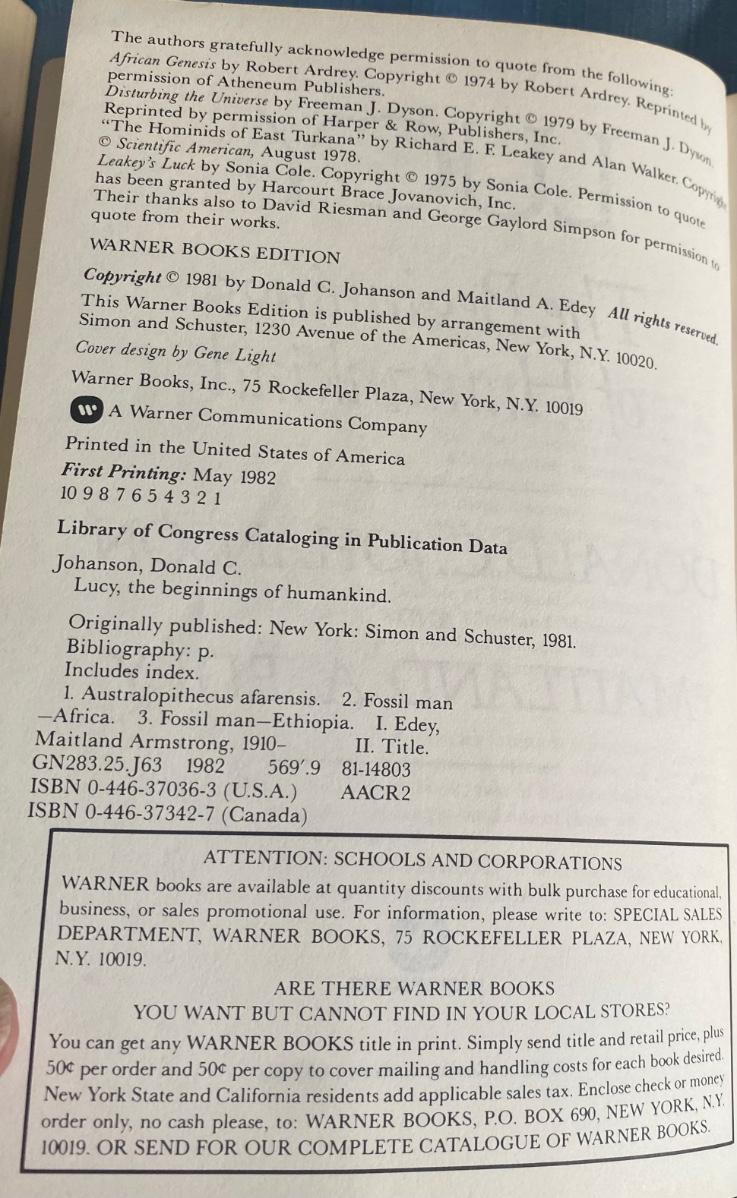 The authors gratefully acknowledge permission to quote from the following:
African Genesis by Robert Ardrey. Copyright © 1974 by Robert Ardrey. Reprinted by
permission of Atheneum Publishers.
Disturbing the Universe by Freeman J. Dyson. Copyright © 1979 by Freeman J. Dyson.
Reprinted by permission of Harper & Row, Publishers, Inc.
“The Hominids of East Turkana” by Richard E. F. Leakey and Alan Walker. Copyright
© Scientific American, August 1978.
Leakey's Luck by Sonia Cole. Copyright © 1975 by Sonia Cole. Permission to quote
has been granted by Harcourt Brace Jovanovich, Inc.
Their thanks also to David Riesman and George Gaylord Simpson for permission to
quote from their works.
WARNER BOOKS EDITION
Copyright © 1981 by Donald C. Johanson and Maitland A. Edey All rights reserved.
This Warner Books Edition is published by arrangement with
Simon and Schuster, 1230 Avenue of the Americas, New York, N.Y. 10020.
Cover design by Gene Light
Warner Books, Inc., 75 Rockefeller Plaza, New York, N.Y. 10019
W A Warner Communications Company
Printed in the United States of America
First Printing: May 1982
10 9 8 7 6 5 4 3 2 1
Library of Congress Cataloging in Publication Data
Johanson, Donald C.
Lucy, the beginnings of humankind.
Originally published: New York: Simon and Schuster, 1981.
Bibliography: p.
Includes index.
1. Australopithecus afarensis. 2. Fossil man
—Africa. 3. Fossil man—Ethiopia. I. Edey,
Maitland Armstrong, 1910– II. Title.
GN283.25.J63 1982 569′.9 81-14803
ISBN 0-446-37036-3 (U.S.A.) AACR2
ISBN 0-446-37342-7 (Canada)
ATTENTION: SCHOOLS AND CORPORATIONS
WARNER books are available at quantity discounts with bulk purchase for educational,
business, or sales promotional use. For information, please write to: SPECIAL SALES
DEPARTMENT, WARNER BOOKS, 75 ROCKEFELLER PLAZA, NEW YORK,
N.Y. 10019.
ARE THERE WARNER BOOKS
YOU WANT BUT CANNOT FIND IN YOUR LOCAL STORES?
You can get any WARNER BOOKS title in print. Simply send title and retail price, plus
50¢ per order and 50¢ per copy to cover mailing and handling costs for each book desired.
New York State and California residents add applicable sales tax. Enclose check or money
order only, no cash please, to: WARNER BOOKS, P.O. BOX 690, NEW YORK, N.Y.
10019. OR SEND FOR OUR COMPLETE CATALOGUE OF WARNER BOOKS.